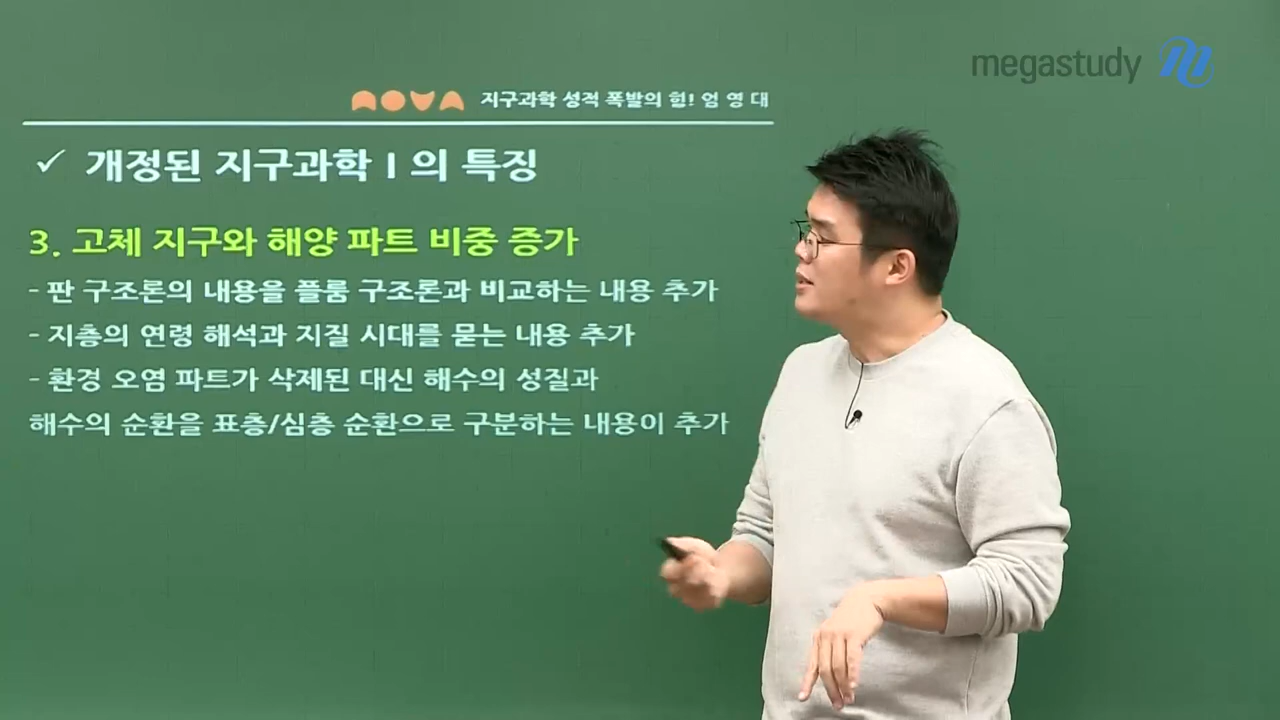 megastudy
NOVA 지구과학 성적 폭발의 힘! 엄영대
✓ 개정된 지구과학 I 의 특징
3. 고체 지구와 해양 파트 비중 증가
- 판 구조론의 내용을 플룸 구조론과 비교하는 내용 추가
- 지층의 연령 해석과 지질 시대를 묻는 내용 추가
- 환경 오염 파트가 삭제된 대신 해수의 성질과
해수의 순환을 표층/심층 순환으로 구분하는 내용이 추가